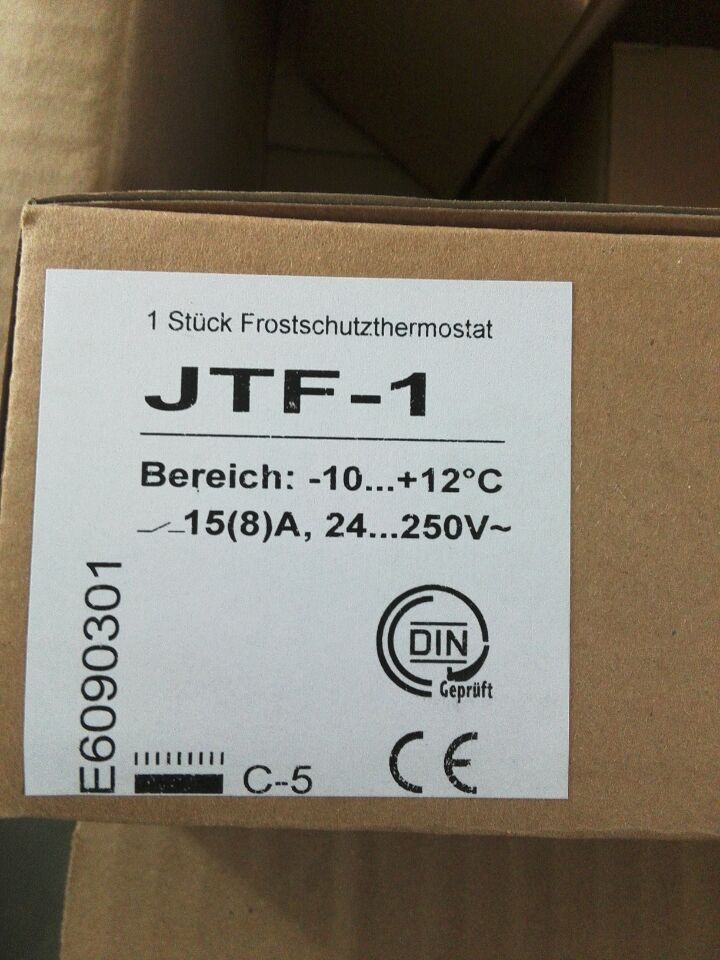 1 Stück Frostschutzthermostat
JTF-1
Bereich: -10...+12°C
15(8)A, 24...250V~
E6090301
DIN
Geprüft
C-5
CE